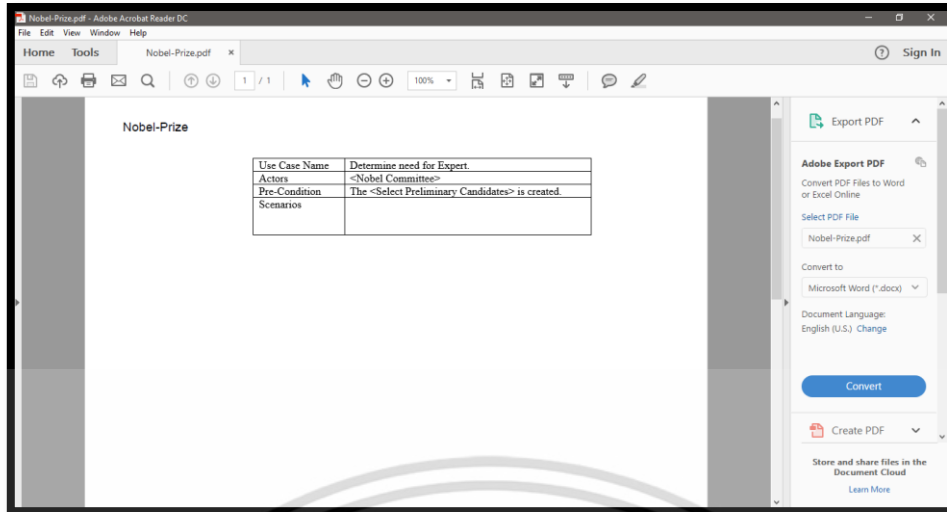 Nobel-Prize.pdf - Adobe Acrobat Reader DC
File Edit View Window Help
Home Tools Nobel-Prize.pdf × Sign In
1 / 1 100%
Nobel-Prize
Use Case Name Determine need for Expert.
Actors <Nobel Committee>
Pre-Condition The <Select Preliminary Candidates> is created.
Scenarios
Export PDF
Adobe Export PDF
Convert PDF Files to Word
or Excel Online
Select PDF File
Nobel-Prize.pdf
Convert to
Microsoft Word (*.docx)
Document Language:
English (U.S.) Change
Convert
Create PDF
Store and share files in the
Document Cloud
Learn More